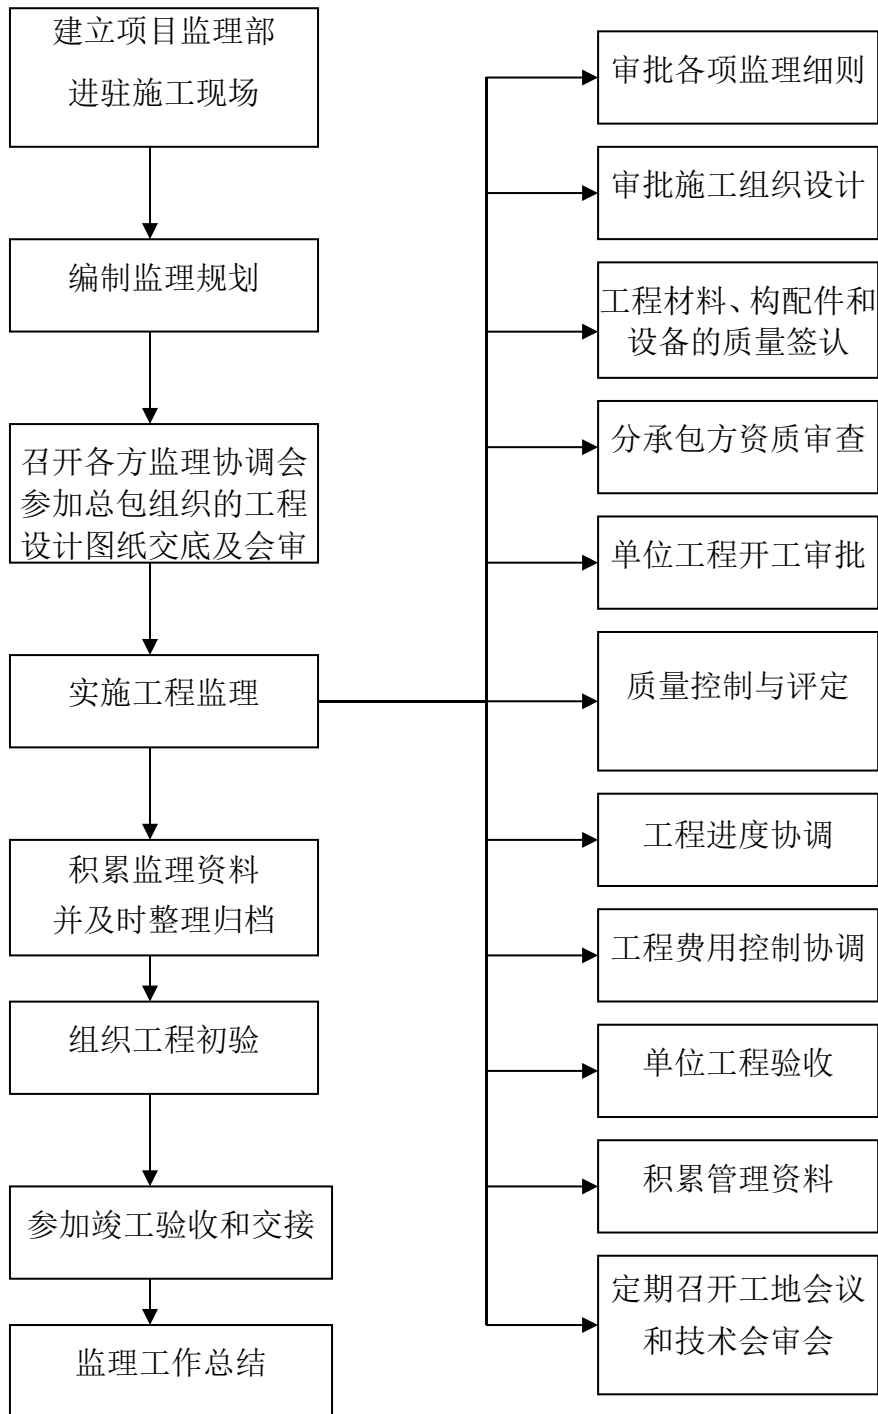 建立项目监理部
进驻施工现场
编制监理规划
召开各方监理协调会
参加总包组织的工程
设计图纸交底及会审
实施工程监理
积累监理资料
并及时整理归档
组织工程初验
参加竣工验收和交接
监理工作总结
审批各项监理细则
审批施工组织设计
工程材料、构配件和
设备的质量签认
分承包方资质审查
单位工程开工审批
质量控制与评定
工程进度协调
工程费用控制协调
单位工程验收
积累管理资料
定期召开工地会议
和技术会审会